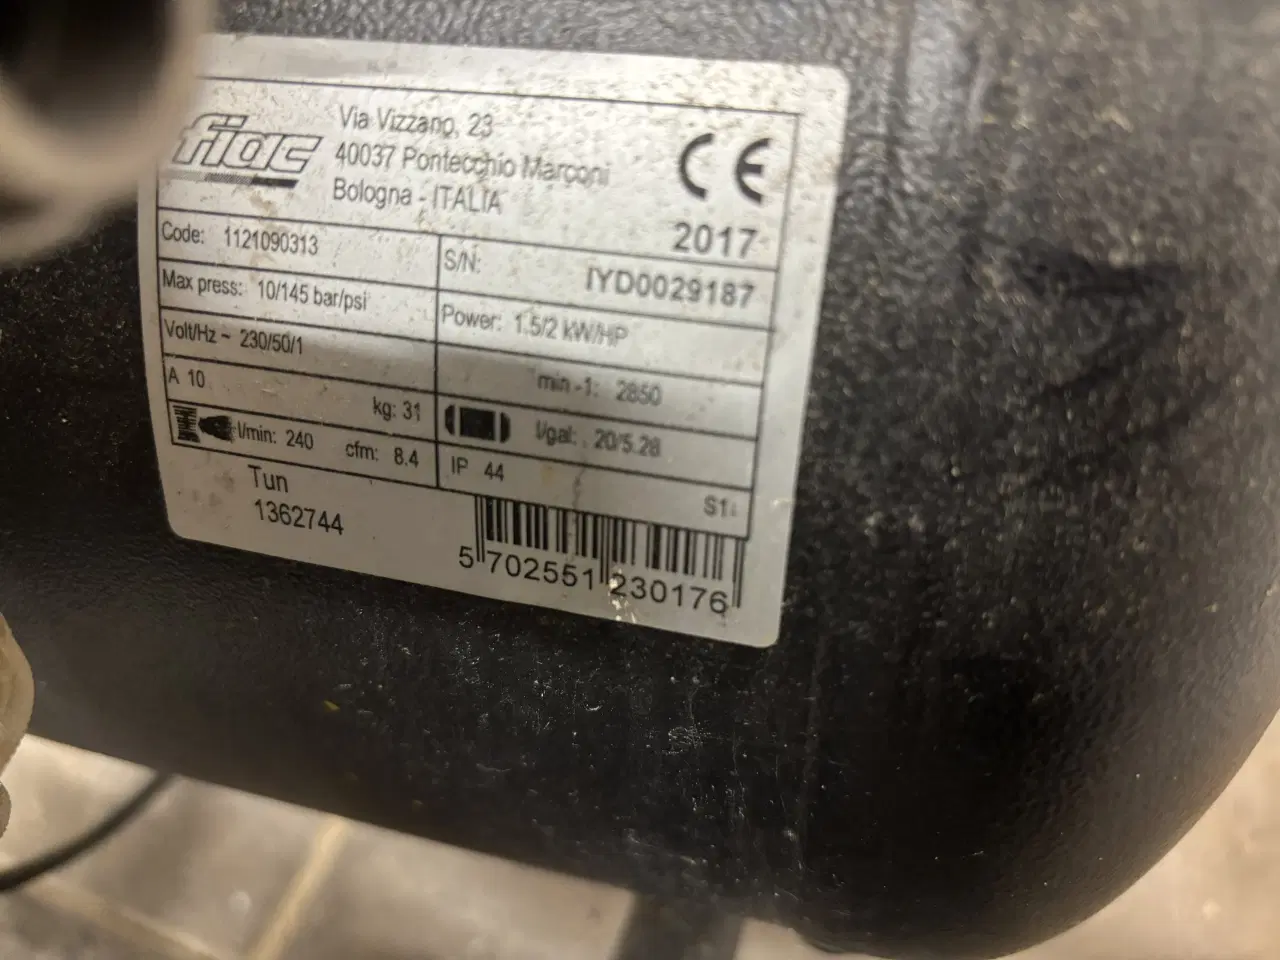 fiac
Via Vizzano, 23
40037 Pontecchio Marconi
Bologna - ITALIA
CE
2017
Code: 1121090313
S/N: IYD0029187
Max press: 10/145 bar/psi
Power: 1.5/2 kW/HP
Volt/Hz ~ 230/50/1
min -1: 2850
A 10
kg: 31
l/gal: 20/5.28
l/min: 240 cfm: 8.4
IP 44
S1
Tun
1362744
5 702551 230176